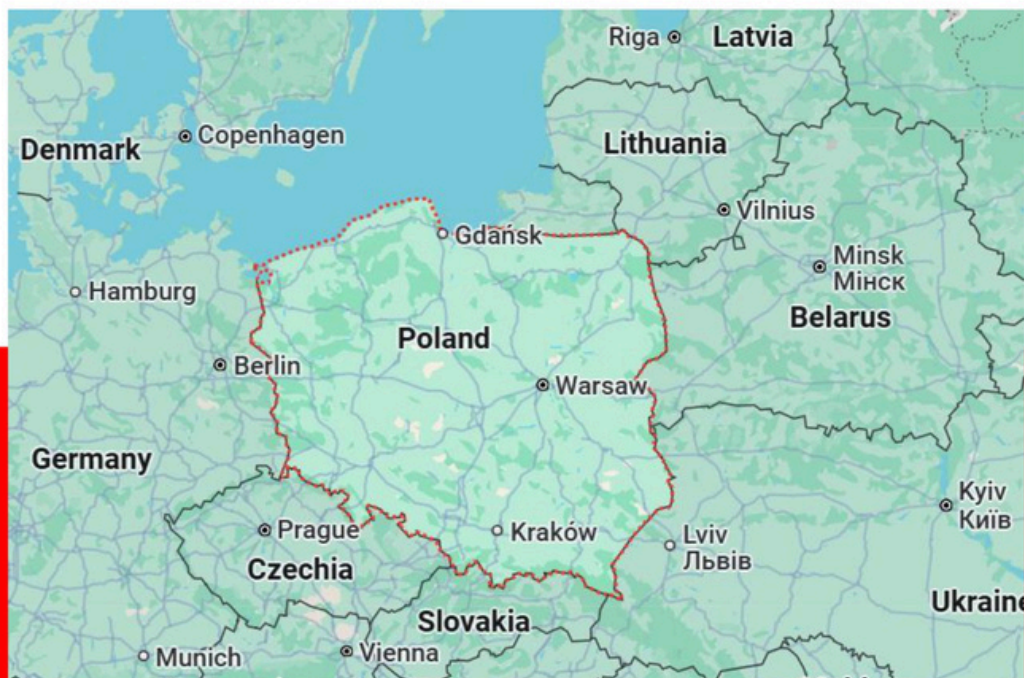 Riga
Latvia
Copenhagen
Denmark
Lithuania
Vilnius
Gdańsk
Minsk
Мінск
Hamburg
Belarus
Poland
Berlin
Warsaw
Germany
Kyiv
Київ
Prague
Kraków
Lviv
Львів
Czechia
Ukraine
Slovakia
Munich
Vienna